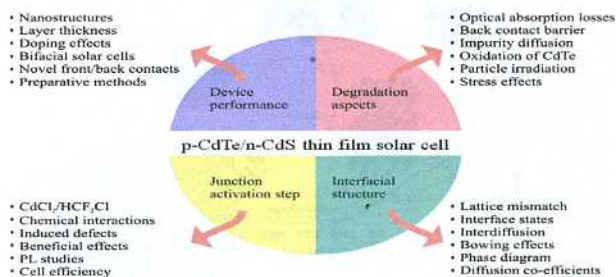 • Nanostructures
• Layer thickness
• Doping effects
• Bifacial solar cells
• Novel front/back contacts
• Preparative methods
• Optical absorption losses
• Back contact barrier
• Impurity diffusion
• Oxidation of CdTe
• Particle irradiation
• Stress effects
Device
performance
Degradation
aspects
p-CdTe/n-CdS thin film solar cell
Junction
activation step
Interfacial
structure
• CdCl₂/HCF₂Cl
• Chemical interactions
• Induced defects
• Beneficial effects
• PL studies
• Cell efficiency
• Lattice mismatch
• Interface states
• Interdiffusion
• Bowing effects
• Phase diagram
• Diffusion co-efficients